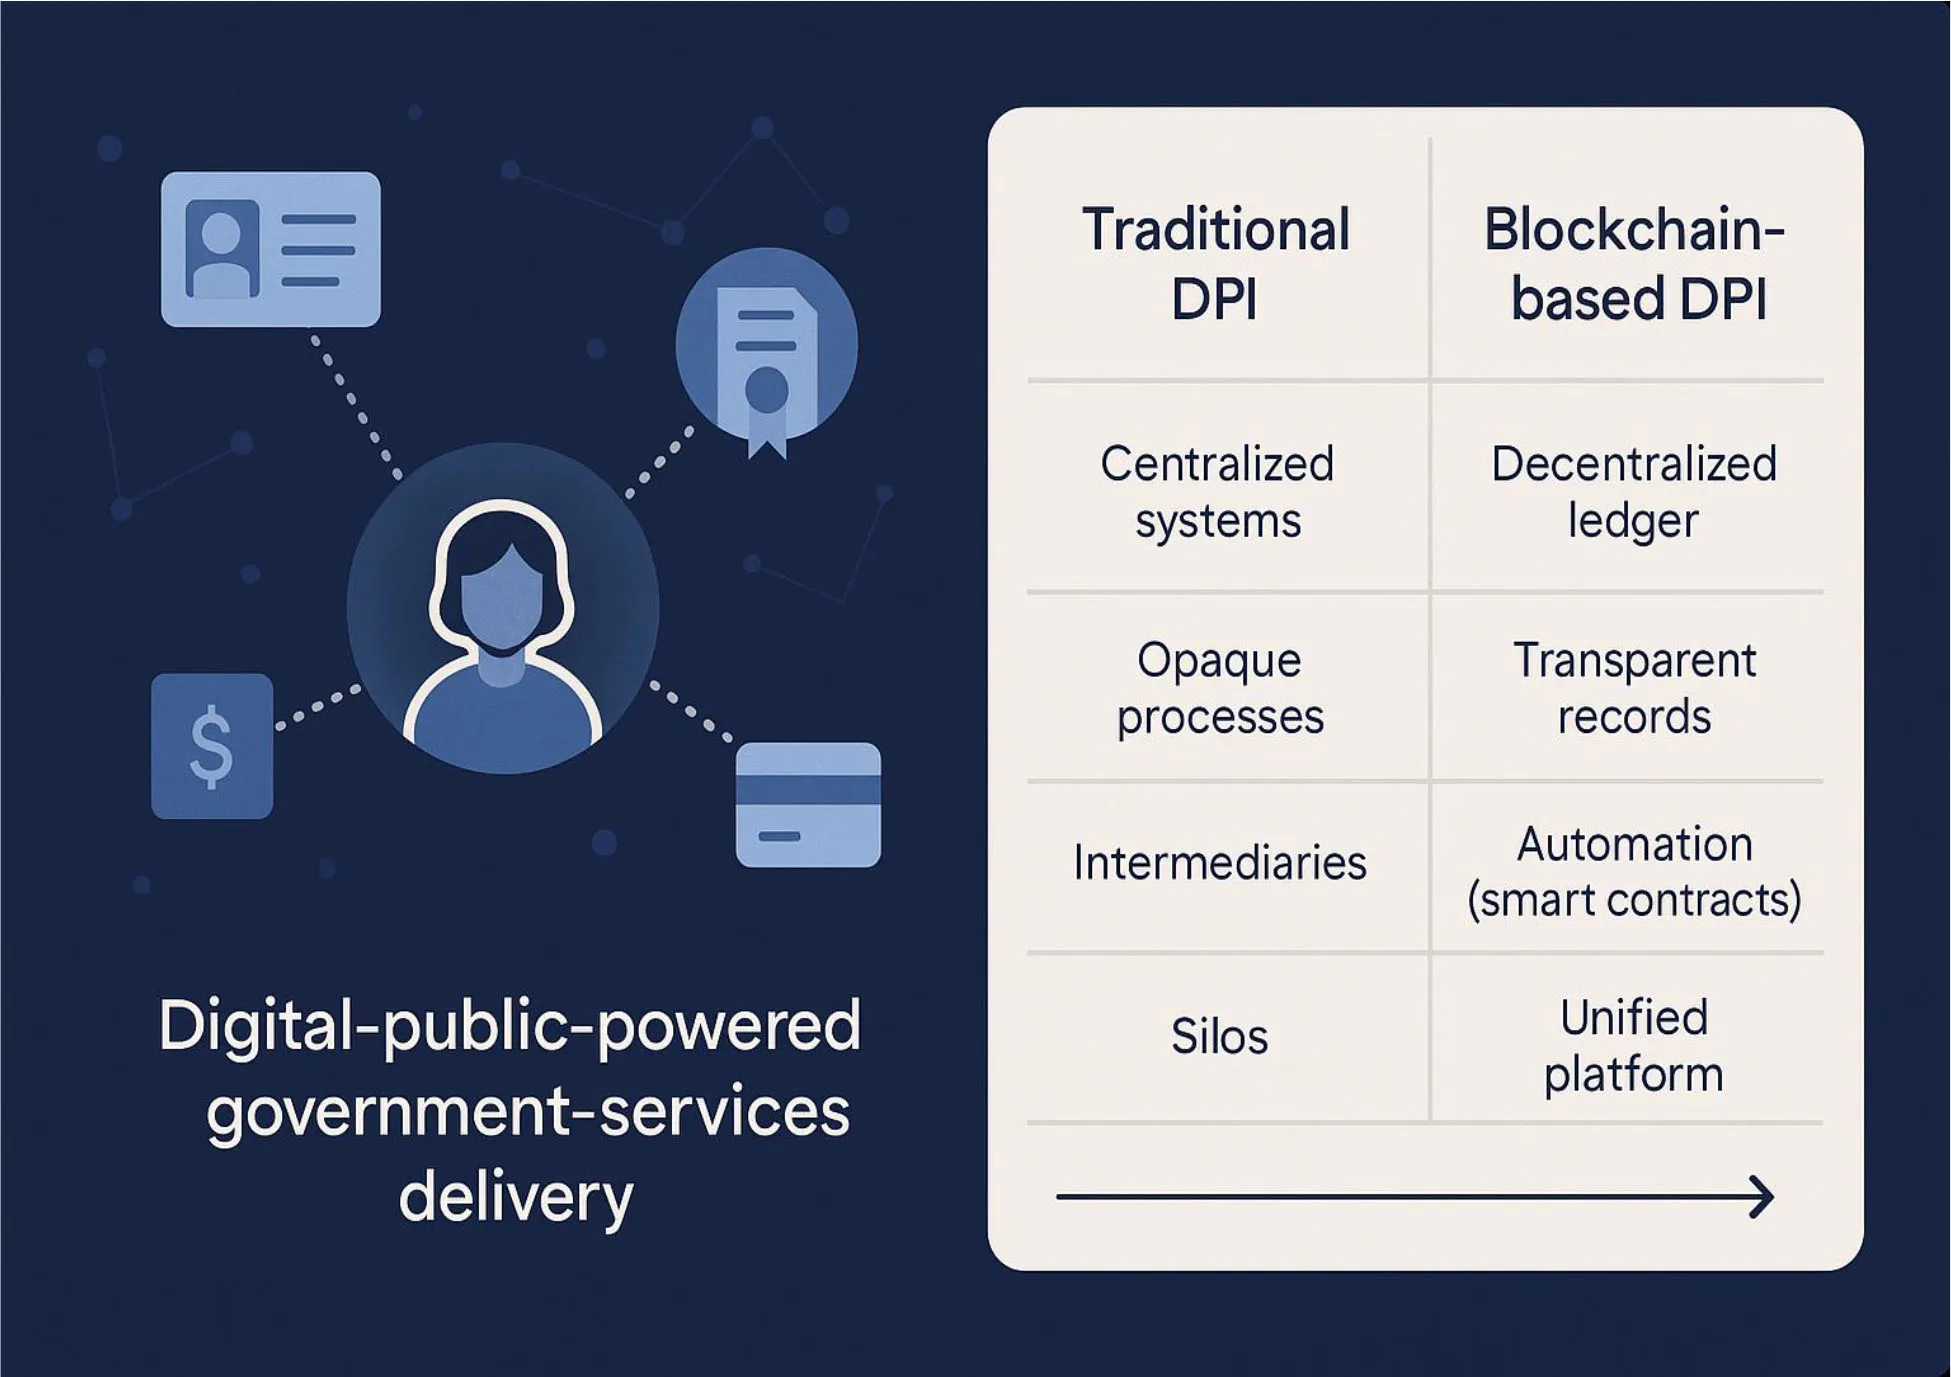 Digital-public-powered
government-services
delivery
$
Traditional
DPI
Blockchain-
based DPI
Centralized
systems
Decentralized
ledger
Opaque
processes
Transparent
records
Intermediaries
Automation
(smart contracts)
Silos
Unified
platform